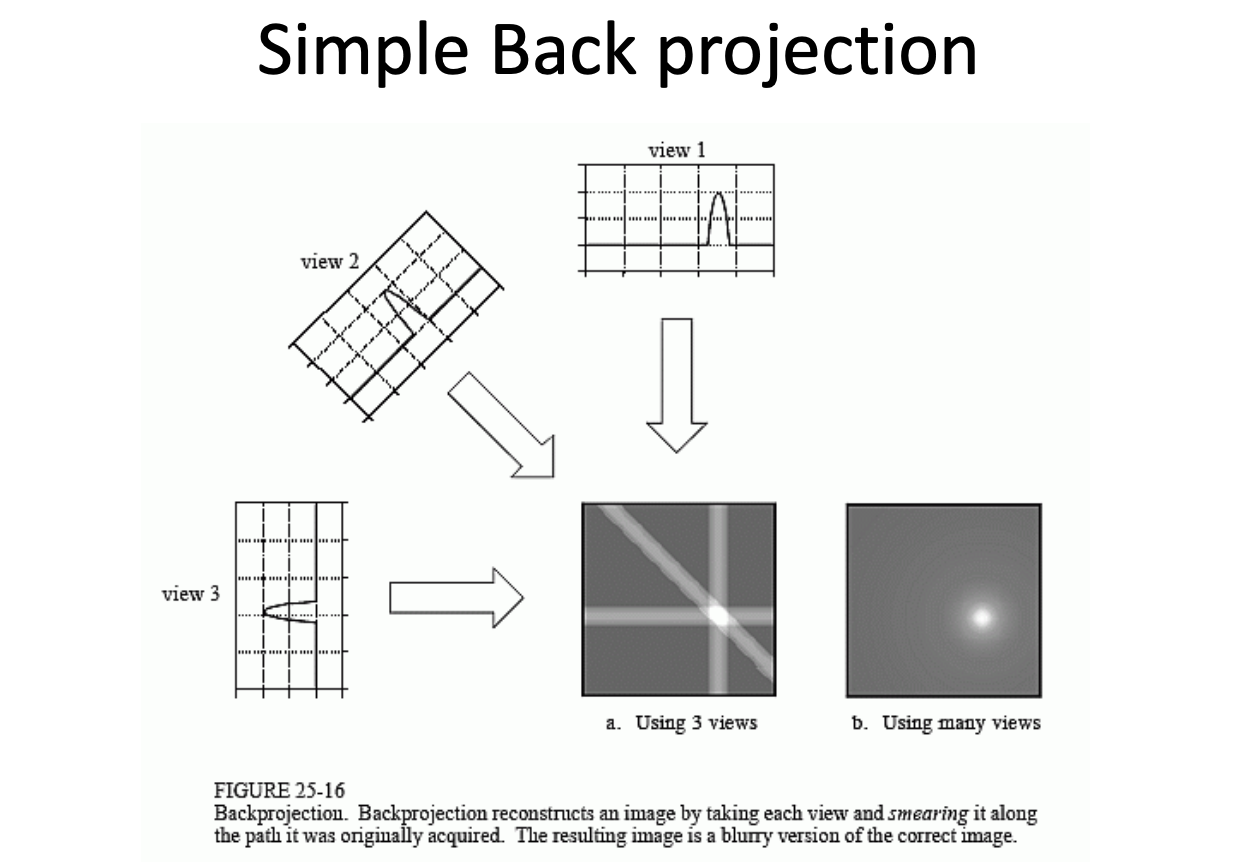 Simple Back projection
view 1
view 2
view 3
a. Using 3 views
b. Using many views
FIGURE 25-16
Backprojection. Backprojection reconstructs an image by taking each view and smearing it along
the path it was originally acquired. The resulting image is a blurry version of the correct image.